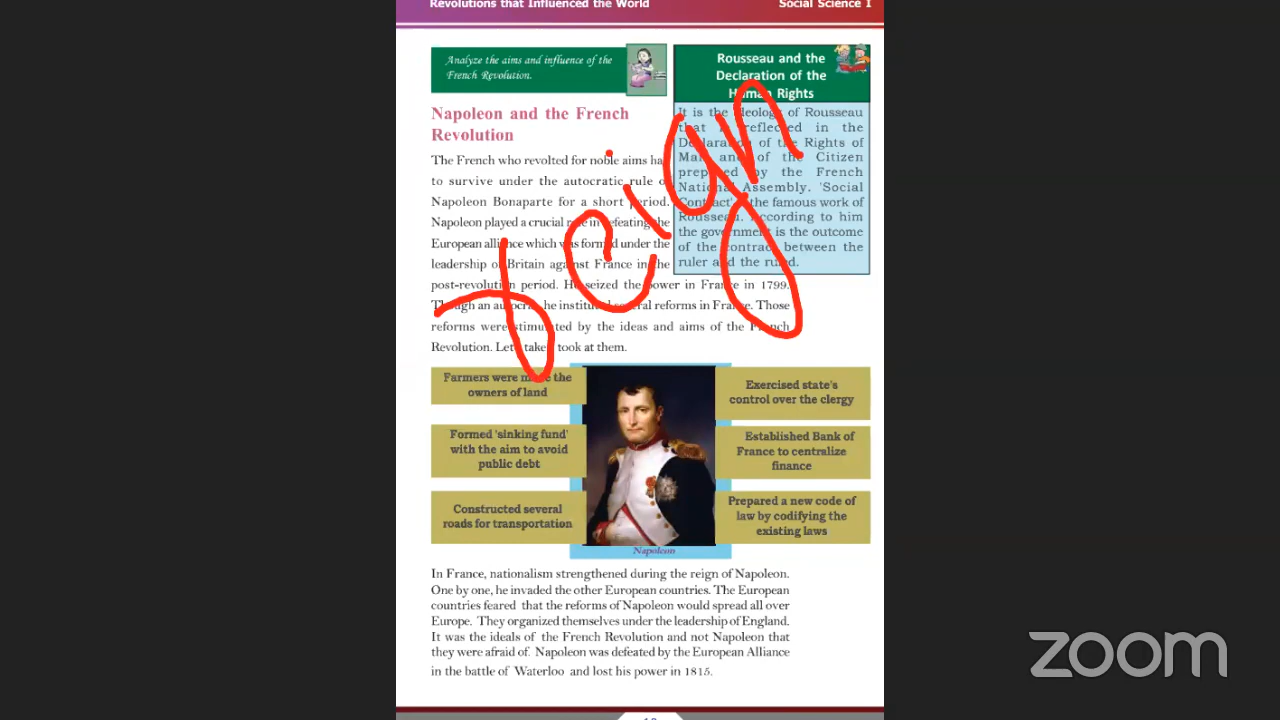 Revolutions that Influenced the World
Social Science I
Analyze the aims and influence of the
French Revolution.
Rousseau and the
Declaration of the
Human Rights
It is the ideology of Rousseau
that is reflected in the
Declaration of the Rights of
Man and of the Citizen
prepared by the French
National Assembly. 'Social
Contract' is the famous work of
Rousseau. According to him
the government is the outcome
of the contract between the
ruler and the ruled.
Napoleon and the French
Revolution
The French who revolted for noble aims had
to survive under the autocratic rule of
Napoleon Bonaparte for a short period.
Napoleon played a crucial role in defeating the
European alliance which was formed under the
leadership of Britain against France in the
post-revolution period. He seized the power in France in 1799.
Though an autocrat, he instituted several reforms in France. Those
reforms were stimulated by the ideas and aims of the French
Revolution. Let's take a look at them.
reign
Farmers were made the
owners of land
Formed 'sinking fund'
with the aim to avoid
public debt
Constructed several
roads for transportation
Exercised state's
control over the clergy
Established Bank of
France to centralize
finance
Prepared a new code of
law by codifying the
existing laws
Napoleon
In France, nationalism strengthened during the reign of Napoleon.
One by one, he invaded the other European countries. The European
countries feared that the reforms of Napoleon would spread all over
Europe. They organized themselves under the leadership of England.
It was the ideals of the French Revolution and not Napoleon that
they were afraid of. Napoleon was defeated by the European Alliance
in the battle of Waterloo and lost his power in 1815.
zoom